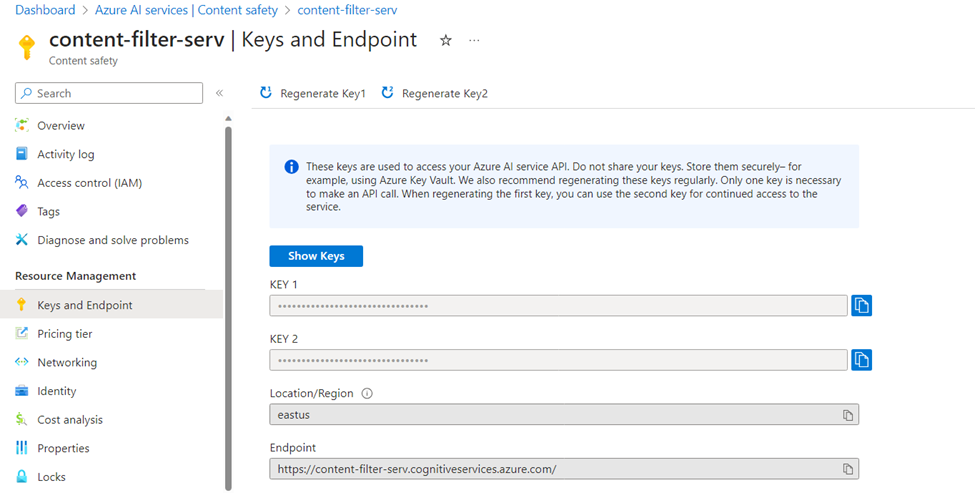 Dashboard > Azure AI services | Content safety > content-filter-serv
content-filter-serv | Keys and Endpoint
Content safety
Search
Overview
Activity log
Access control (IAM)
Tags
Diagnose and solve problems
Resource Management
Keys and Endpoint
Pricing tier
Networking
Identity
Cost analysis
Properties
Locks
Regenerate Key1 Regenerate Key2
These keys are used to access your Azure AI service API. Do not share your keys. Store them securely– for
example, using Azure Key Vault. We also recommend regenerating these keys regularly. Only one key is necessary
to make an API call. When regenerating the first key, you can use the second key for continued access to the
service.
Show Keys
KEY 1
KEY 2
Location/Region
eastus
Endpoint
https://content-filter-serv.cognitiveservices.azure.com/